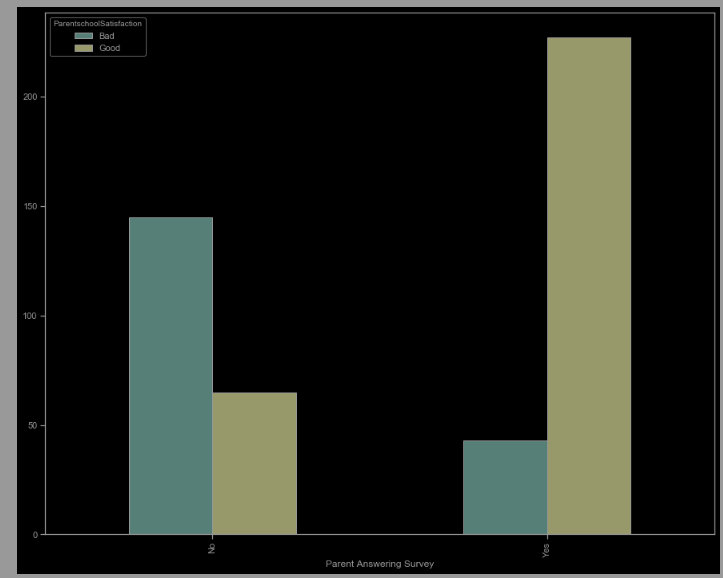 ParentschoolSatisfaction
Bad
Good
200
150
100
50
0
No
Yes
Parent Answering Survey